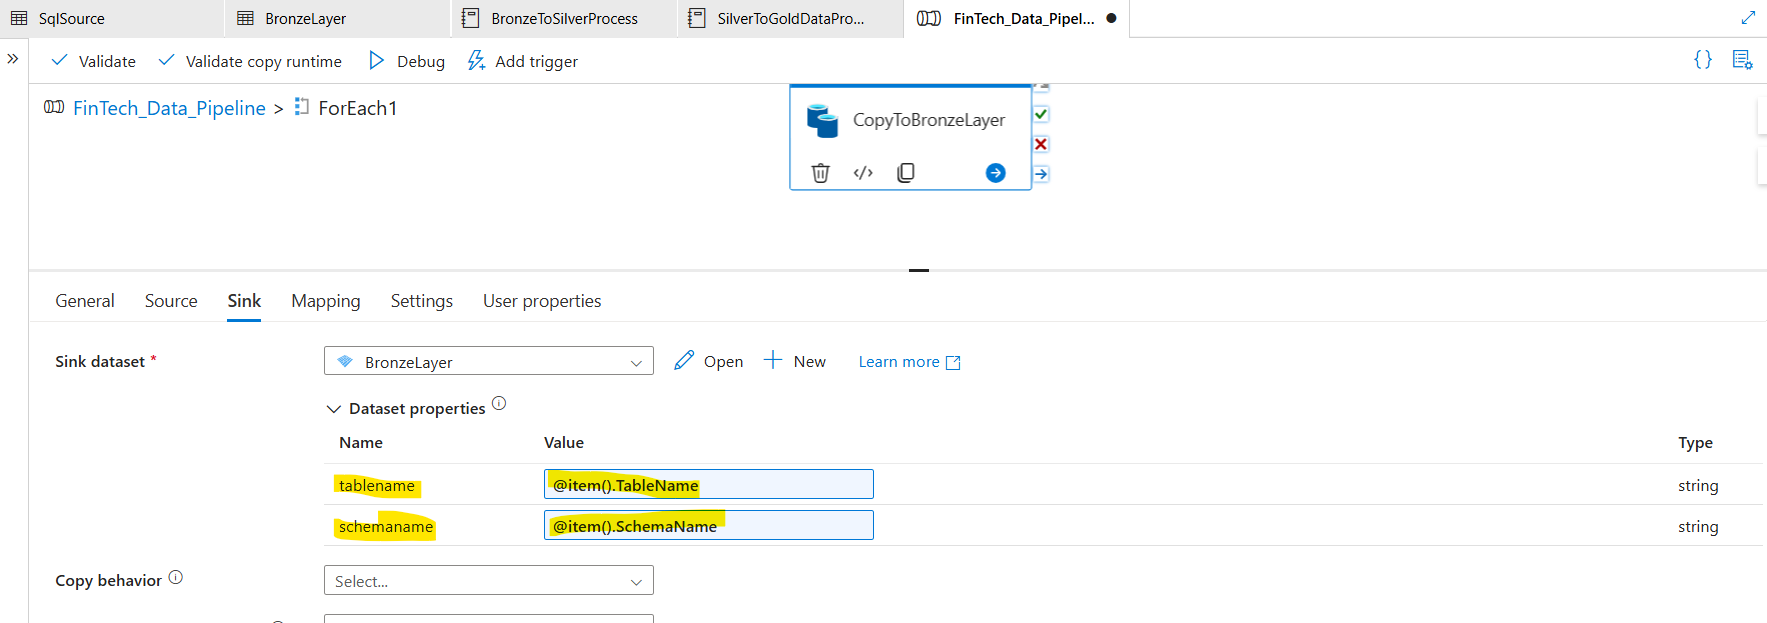 SqlSource BronzeLayer BronzeToSilverProcess SilverToGoldDataPro... FinTech_Data_Pipel... ●
» Validate Validate copy runtime Debug Add trigger {}
FinTech_Data_Pipeline > ForEach1
CopyToBronzeLayer
</>
General Source Sink Mapping Settings User properties
Sink dataset * BronzeLayer Open New Learn more
Dataset properties
Name Value Type
tablename @item().TableName string
schemaname @item().SchemaName string
Copy behavior Select...